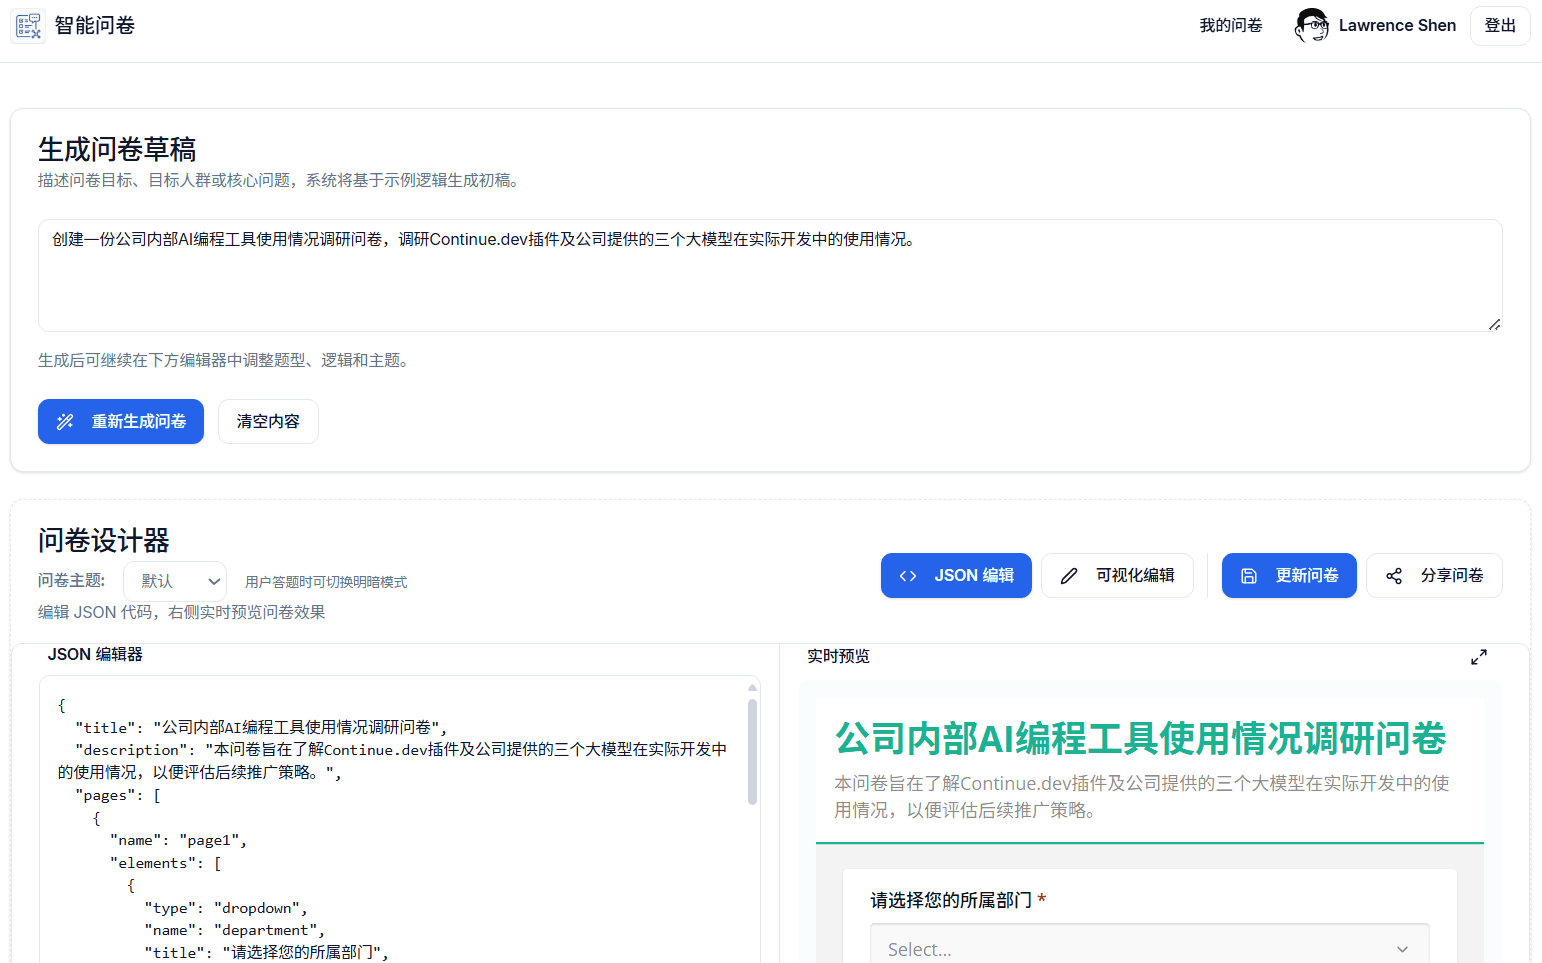 智能问卷
我的问卷
Lawrence Shen
登出
生成问卷草稿
描述问卷目标、目标人群或核心问题，系统将基于示例逻辑生成初稿。
创建一份公司内部AI编程工具使用情况调研问卷，调研Continue.dev插件及公司提供的三个大模型在实际开发中的使用情况。
生成后可继续在下方编辑器中调整题型、逻辑和主题。
重新生成问卷
清空内容
问卷设计器
问卷主题:
默认
用户答题时可切换明暗模式
编辑 JSON 代码，右侧实时预览问卷效果
JSON 编辑
可视化编辑
更新问卷
分享问卷
JSON 编辑器
{
"title": "公司内部AI编程工具使用情况调研问卷",
"description": "本问卷旨在了解Continue.dev插件及公司提供的三个大模型在实际开发中
的使用情况，以便评估后续推广策略。",
"pages": [
{
"name": "page1",
"elements": [
{
"type": "dropdown",
"name": "department",
"title": "请选择您的所属部门",
实时预览
公司内部AI编程工具使用情况调研问卷
本问卷旨在了解Continue.dev插件及公司提供的三个大模型在实际开发中的使
用情况，以便评估后续推广策略。
请选择您的所属部门 *
Select...